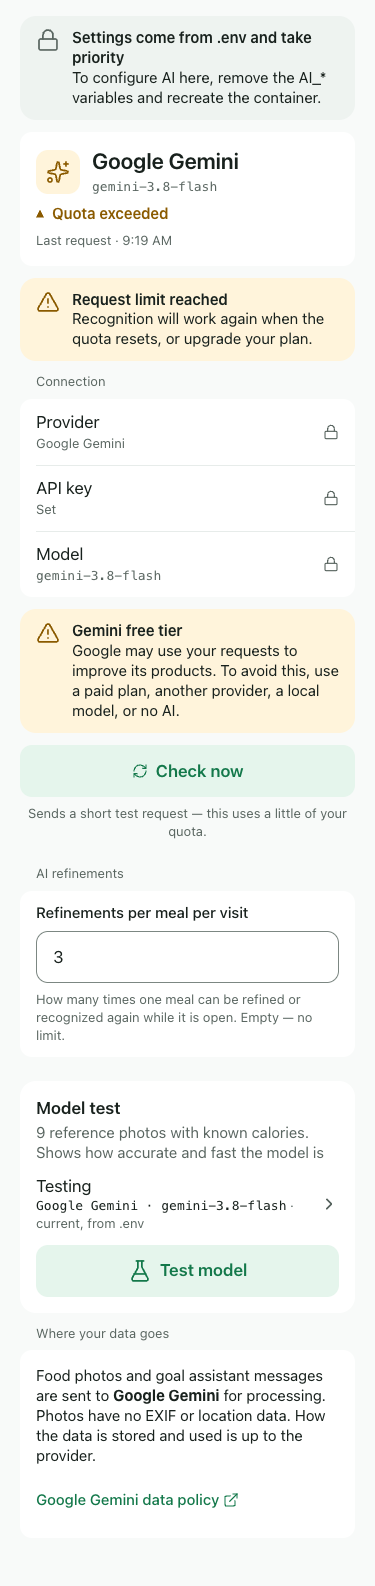 Settings come from .env and take
priority
To configure AI here, remove the AI_*
variables and recreate the container.
Google Gemini
gemini-3.8-flash
Quota exceeded
Last request · 9:19 AM
Request limit reached
Recognition will work again when the
quota resets, or upgrade your plan.
Connection
Provider
Google Gemini
API key
Set
Model
gemini-3.8-flash
Gemini free tier
Google may use your requests to
improve its products. To avoid this, use
a paid plan, another provider, a local
model, or no AI.
Check now
Sends a short test request — this uses a little of your
quota.
AI refinements
Refinements per meal per visit
3
How many times one meal can be refined or
recognized again while it is open. Empty — no
limit.
Model test
9 reference photos with known calories.
Shows how accurate and fast the model is
Testing
Google Gemini · gemini-3.8-flash ·
current, from .env
Test model
Where your data goes
Food photos and goal assistant messages
are sent to Google Gemini for processing.
Photos have no EXIF or location data. How
the data is stored and used is up to the
provider.
Google Gemini data policy